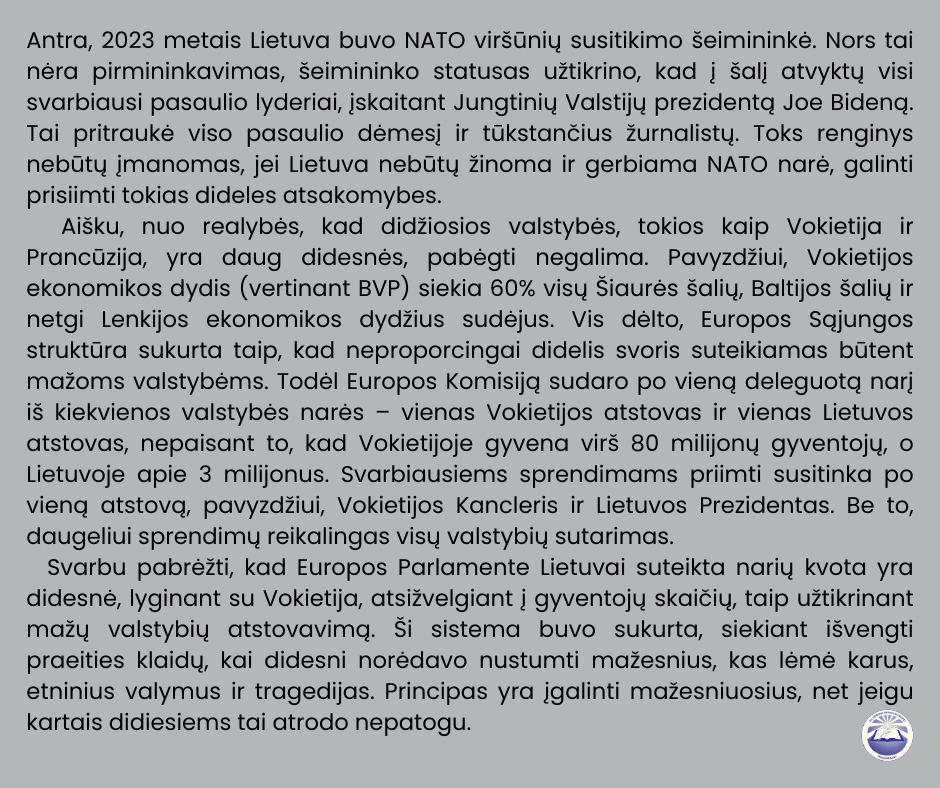 Antra, 2023 metais Lietuva buvo NATO viršūnių susitikimo šeimininkė. Nors tai
nėra pirmininkavimas, šeimininko statusas užtikrino, kad į šalį atvyktų visi
svarbiausi pasaulio lyderiai, įskaitant Jungtinių Valstijų prezidentą Joe Bideną.
Tai pritraukė viso pasaulio dėmesį ir tūkstančius žurnalistų. Toks renginys
nebūtų įmanomas, jei Lietuva nebūtų žinoma ir gerbiama NATO narė, galinti
prisiimti tokias dideles atsakomybes.
Aišku, nuo realybės, kad didžiosios valstybės, tokios kaip Vokietija ir
Prancūzija, yra daug didesnės, pabėgti negalima. Pavyzdžiui, Vokietijos
ekonomikos dydis (vertinant BVP) siekia 60% visų Šiaurės šalių, Baltijos šalių ir
netgi Lenkijos ekonomikos dydžius sudėjus. Vis dėlto, Europos Sąjungos
struktūra sukurta taip, kad neproporcingai didelis svoris suteikiamas būtent
mažoms valstybėms. Todėl Europos Komisiją sudaro po vieną deleguotą narį
iš kiekvienos valstybės narės – vienas Vokietijos atstovas ir vienas Lietuvos
atstovas, nepaisant to, kad Vokietijoje gyvena virš 80 milijonų gyventojų, o
Lietuvoje apie 3 milijonus. Svarbiausiems sprendimams priimti susitinka po
vieną atstovą, pavyzdžiui, Vokietijos Kancleris ir Lietuvos Prezidentas. Be to,
daugeliui sprendimų reikalingas visų valstybių sutarimas.
Svarbu pabrėžti, kad Europos Parlamente Lietuvai suteikta narių kvota yra
didesnė, lyginant su Vokietija, atsižvelgiant į gyventojų skaičių, taip užtikrinant
mažų valstybių atstovavimą. Ši sistema buvo sukurta, siekiant išvengti
praeities klaidų, kai didesni norėdavo nustumti mažesnius, kas lėmė karus,
etninius valymus ir tragedijas. Principas yra įgalinti mažesniuosius, net jeigu
kartais didiesiems tai atrodo nepatogu.